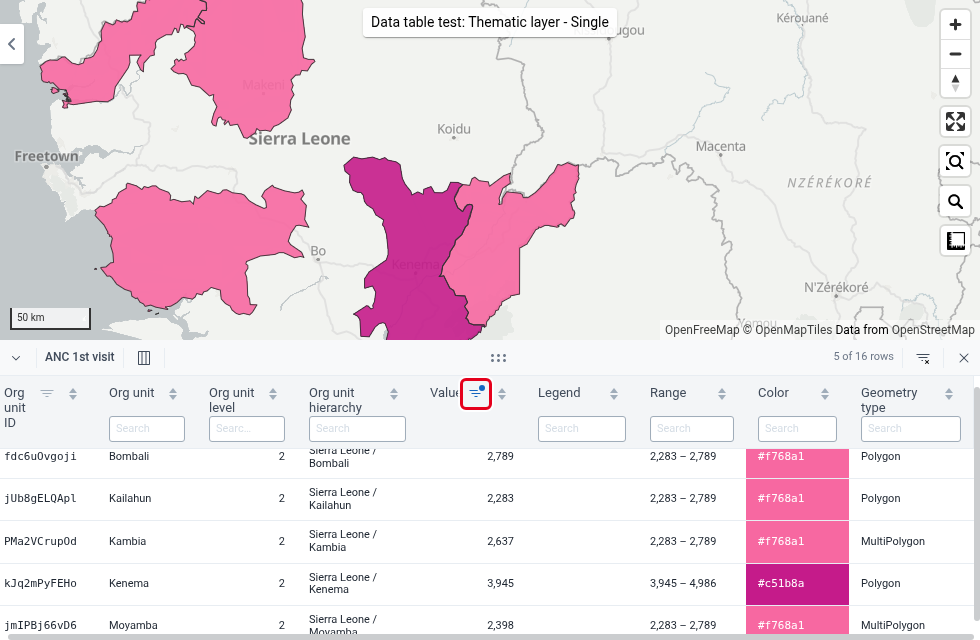 Data table test: Thematic layer - Single
Kérouané
Makeni
Sierra Leone
Koidu
Freetown
Macenta
NZÉRÉKORÉ
Bo
Kenema
N'Zérékoré
Yomou
50 km
OpenFreeMap © OpenMapTiles Data from OpenStreetMap
ANC 1st visit
5 of 16 rows
Org unit ID Org unit Org unit level Org unit hierarchy Value Legend Range Color Geometry type
Search Searc... Search Search Search Search Search
fdc6uOvgoji Bombali 2 Sierra Leone / Bombali 2,789 2,283 – 2,789 #f768a1 Polygon
jUb8gELQApl Kailahun 2 Sierra Leone / Kailahun 2,283 2,283 – 2,789 #f768a1 Polygon
PMa2VCrupOd Kambia 2 Sierra Leone / Kambia 2,637 2,283 – 2,789 #f768a1 MultiPolygon
kJq2mPyFEHo Kenema 2 Sierra Leone / Kenema 3,945 3,945 – 4,986 #c51b8a Polygon
jmIPBj66vD6 Moyamba 2 Sierra Leone / Moyamba 2,398 2,283 – 2,789 #f768a1 MultiPolygon